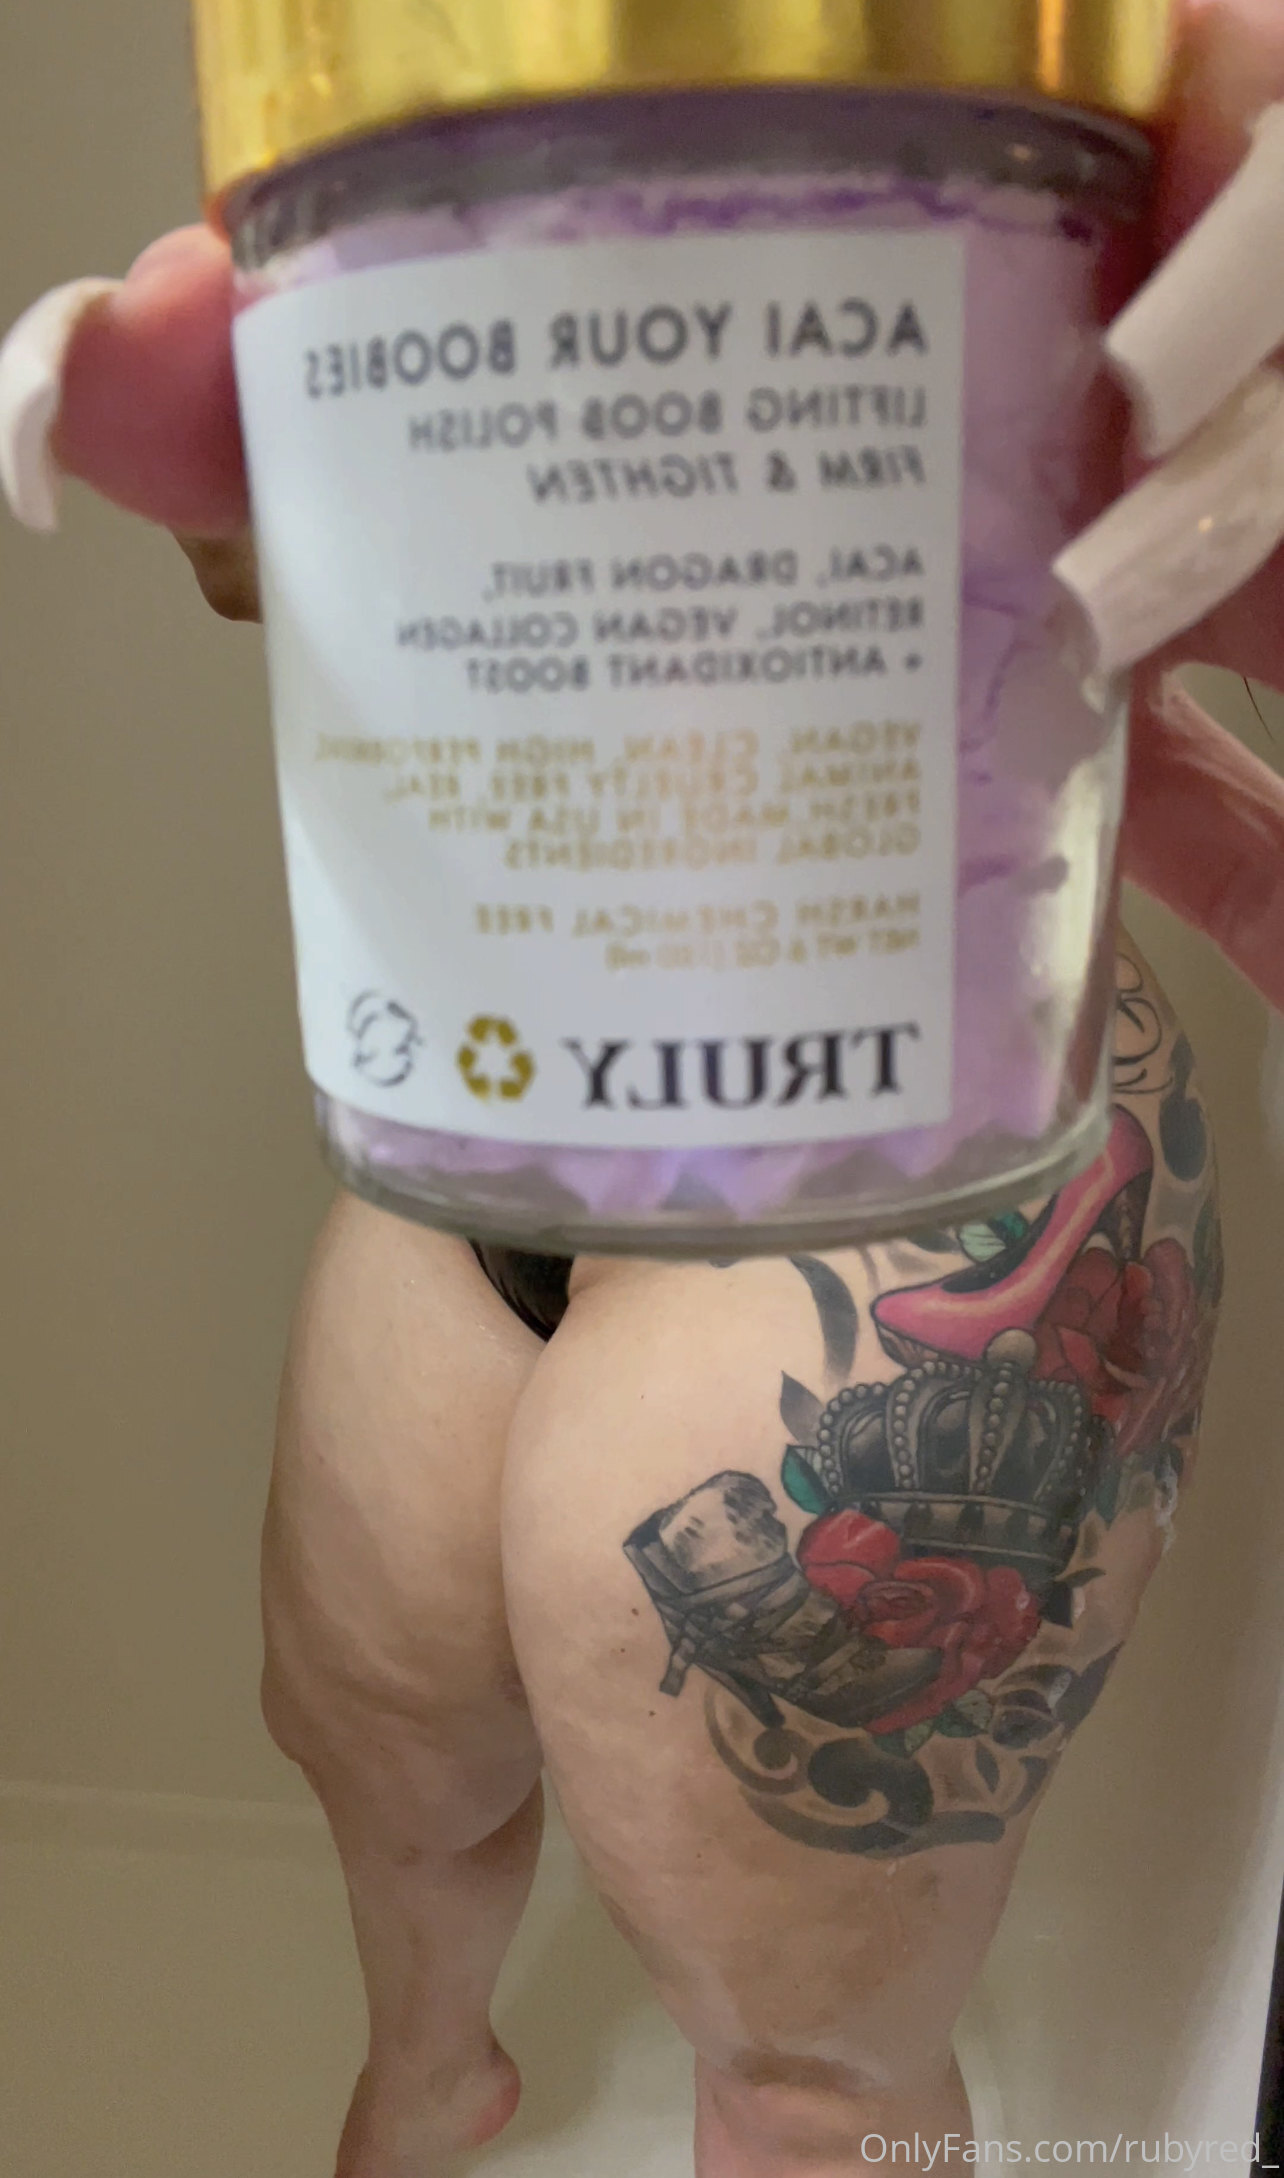 ACAI YOUR BOOBIES
LIFTING BOOB POLISH
FIRM & TIGHTEN
ACAI, DRAGON FRUIT,
RETINOL, VEGAN COLLAGEN
+ ANTIOXIDANT BOOST
VEGAN, CLEAN, HIGH PERFORMING,
ANIMAL CRUELTY FREE, REAL,
FRESH, MADE IN USA WITH
GLOBAL INGREDIENTS
HARSH CHEMICAL FREE
NET WT 6 OZ
TRULY
OnlyFans.com/rubyred_